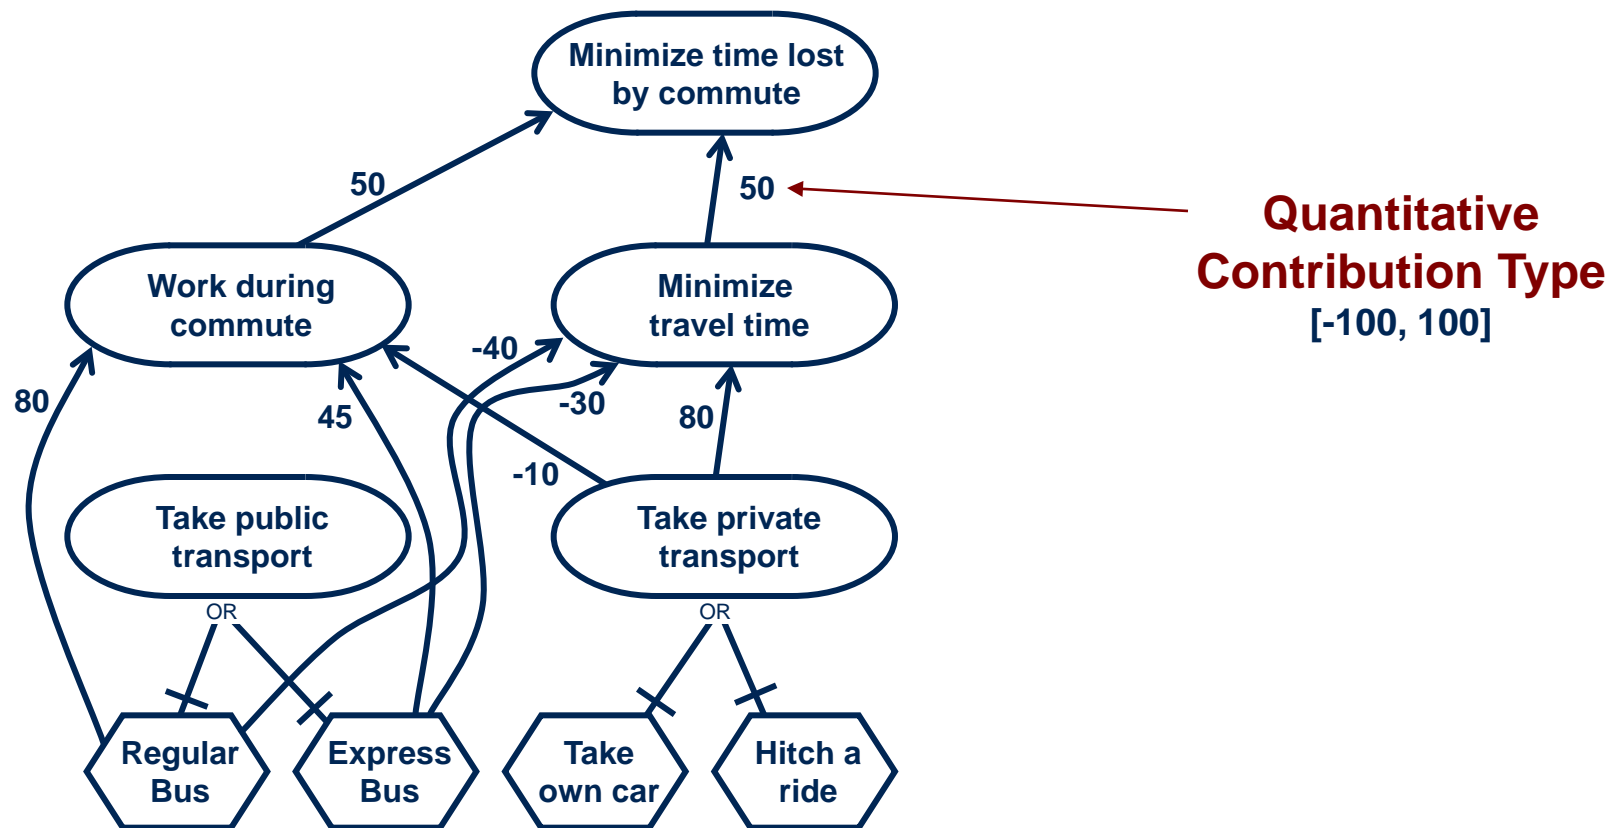 Minimize time lost
by commute
50
50
Quantitative
Contribution Type
[-100, 100]
Work during
commute
Minimize
travel time
-40
-30
80
45
80
-10
Take public
transport
Take private
transport
OR
OR
Regular
Bus
Express
Bus
Take
own car
Hitch a
ride